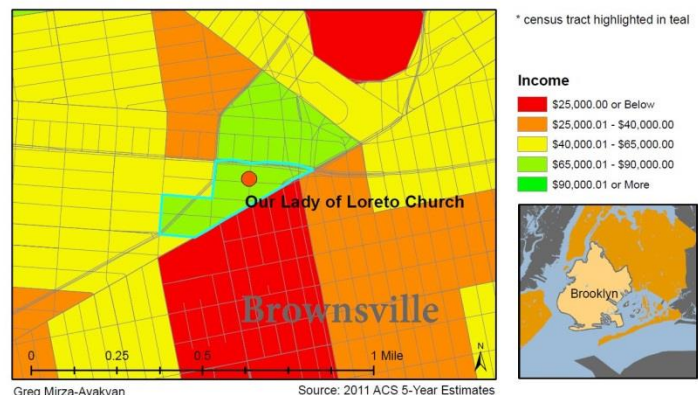 * census tract highlighted in teal
Income
$25,000.00 or Below
$25,000.01 - $40,000.00
$40,000.01 - $65,000.00
$65,000.01 - $90,000.00
$90,000.01 or More
Our Lady of Loreto Church
Brownsville
0 0.25 0.5 1 Mile
N
Brooklyn
Greg Mirza-Avakyan
Source: 2011 ACS 5-Year Estimates